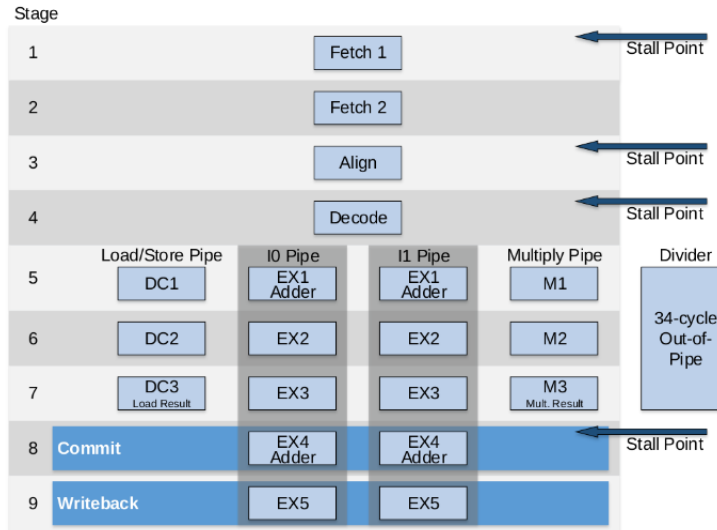 Stage
1
Fetch 1
Stall Point
2
Fetch 2
3
Align
Stall Point
4
Decode
Stall Point
Load/Store Pipe
I0 Pipe
I1 Pipe
Multiply Pipe
Divider
5
DC1
EX1
Adder
EX1
Adder
M1
34-cycle
Out-of-
Pipe
6
DC2
EX2
EX2
M2
7
DC3
Load Result
EX3
EX3
M3
Mult. Result
8
Commit
EX4
Adder
EX4
Adder
Stall Point
9
Writeback
EX5
EX5